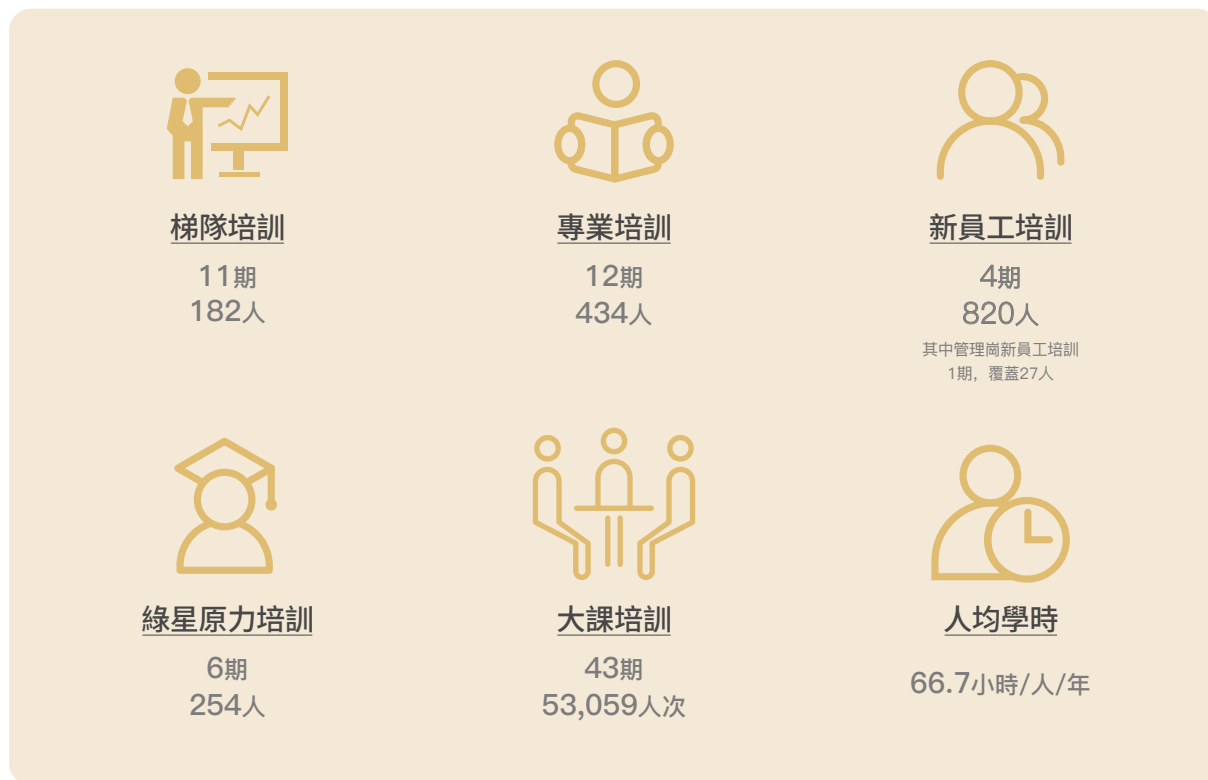 梯隊培訓
11期
182人
專業培訓
12期
434人
新員工培訓
4期
820人
其中管理崗新員工培訓
1期，覆蓋27人
綠星原力培訓
6期
254人
大課培訓
43期
53,059人次
人均學時
66.7小時/人/年